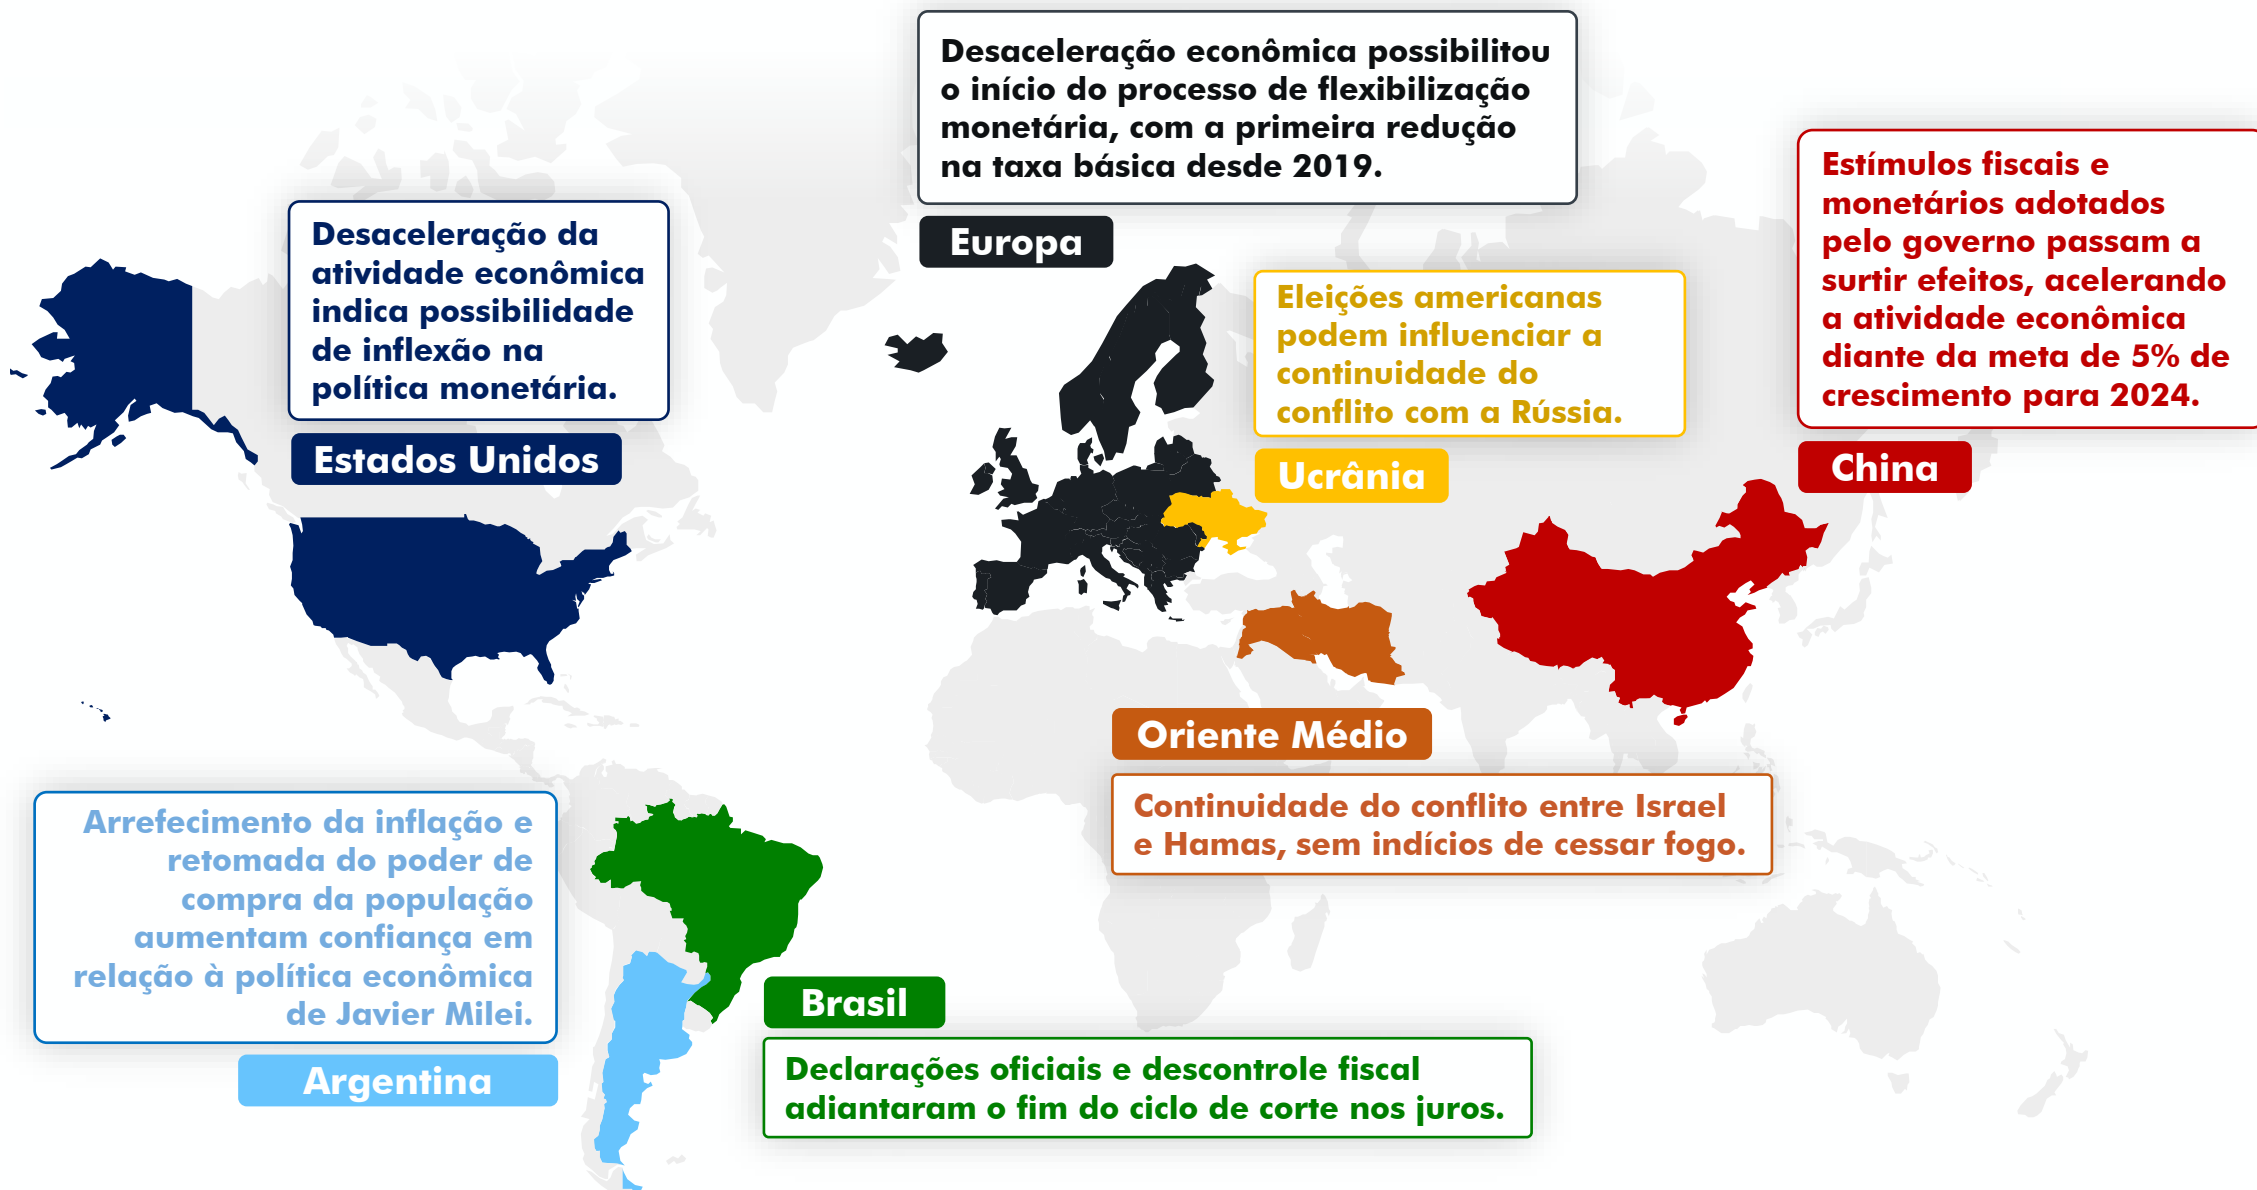 Desaceleração econômica possibilitou
o início do processo de flexibilização
monetária, com a primeira redução
na taxa básica desde 2019.
Europa
Desaceleração da
atividade econômica
indica possibilidade
de inflexão na
política monetária.
Estados Unidos
Eleições americanas
podem influenciar a
continuidade do
conflito com a Rússia.
Ucrânia
Estímulos fiscais e
monetários adotados
pelo governo passam a
surtir efeitos, acelerando
a atividade econômica
diante da meta de 5% de
crescimento para 2024.
China
Oriente Médio
Continuidade do conflito entre Israel
e Hamas, sem indícios de cessar fogo.
Arrefecimento da inflação e
retomada do poder de
compra da população
aumentam confiança em
relação à política econômica
de Javier Milei.
Argentina
Brasil
Declarações oficiais e descontrole fiscal
adiantaram o fim do ciclo de corte nos juros.